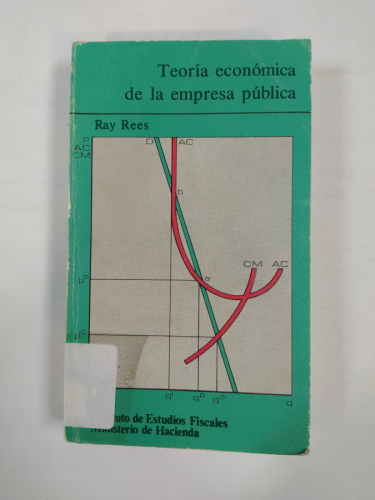 Teoría económica
de la empresa pública
Ray Rees
P
AC
CM
D
AC
b
a
CM
AC
q
de Estudios Fiscales
Ministerio de Hacienda